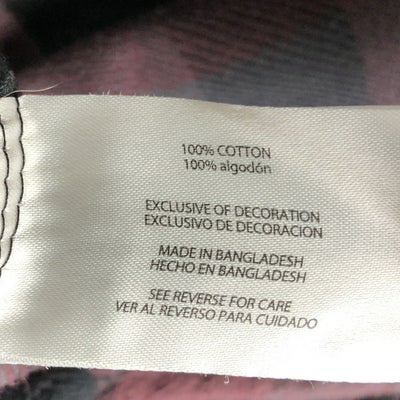 100% COTTON
100% algodón
EXCLUSIVE OF DECORATION
EXCLUSIVO DE DECORACION
MADE IN BANGLADESH
HECHO EN BANGLADESH
SEE REVERSE FOR CARE
VER AL REVERSO PARA CUIDADO